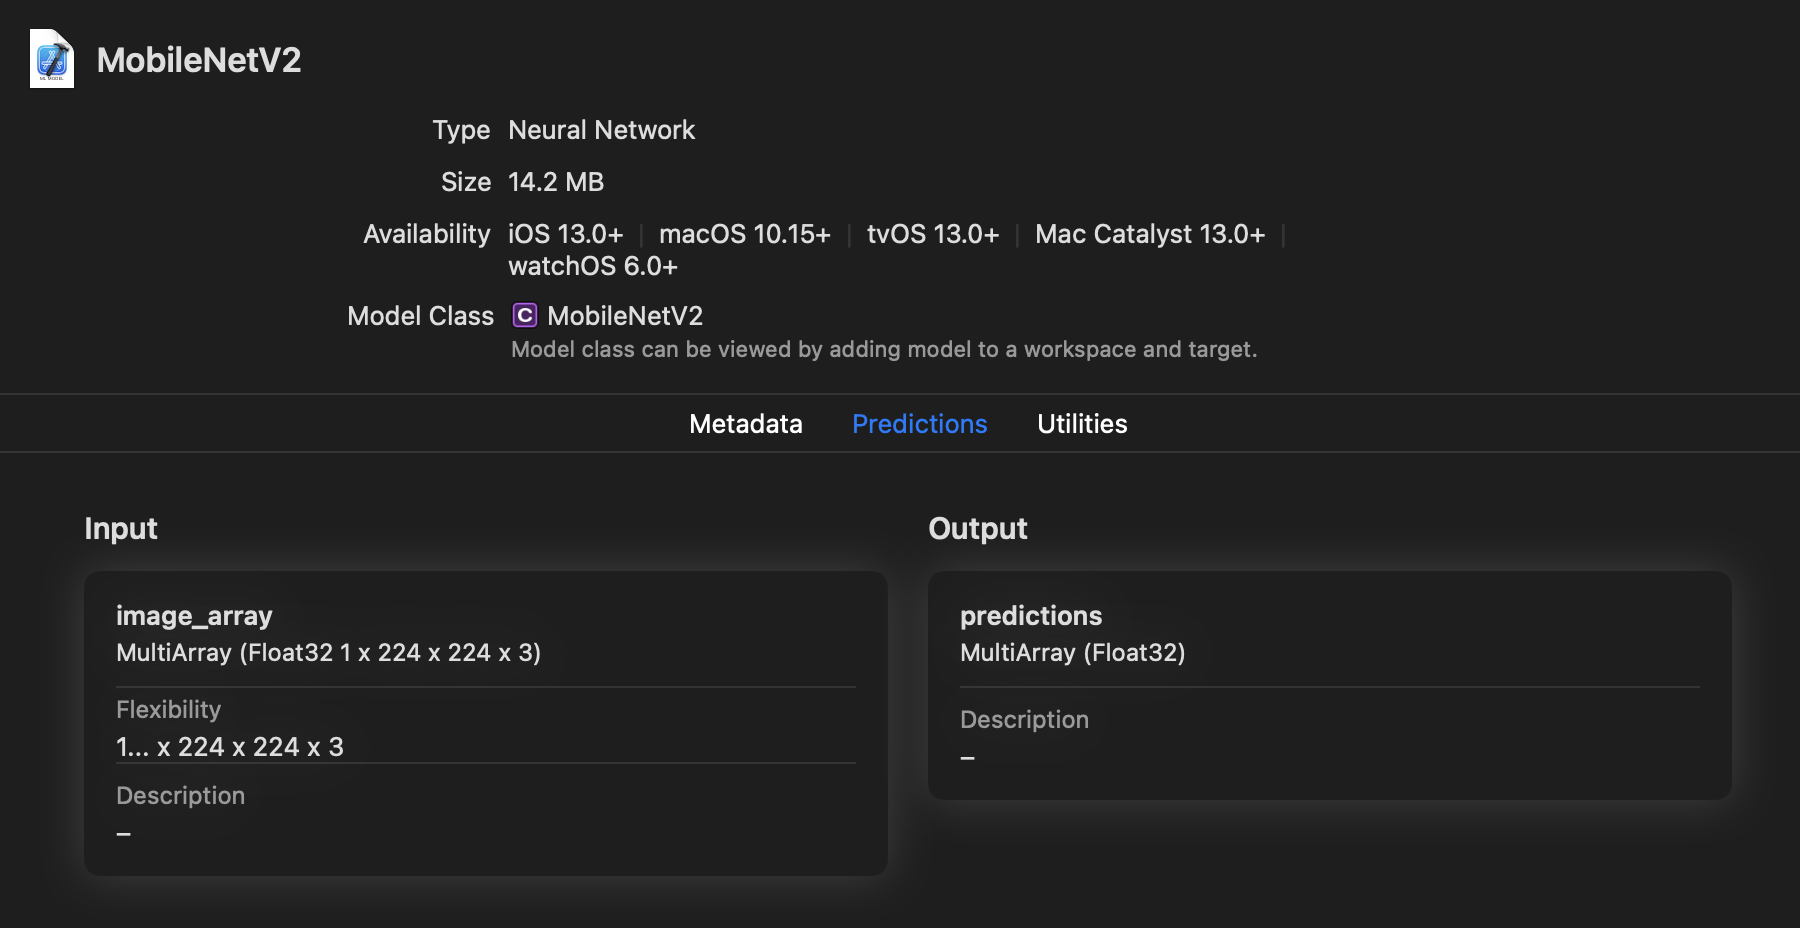 MobileNetV2
Type Neural Network
Size 14.2 MB
Availability iOS 13.0+ | macOS 10.15+ | tvOS 13.0+ | Mac Catalyst 13.0+ |
watchOS 6.0+
Model Class C MobileNetV2
Model class can be viewed by adding model to a workspace and target.
Metadata Predictions Utilities
Input
image_array
MultiArray (Float32 1 x 224 x 224 x 3)
Flexibility
1... x 224 x 224 x 3
Description
–
Output
predictions
MultiArray (Float32)
Description
–